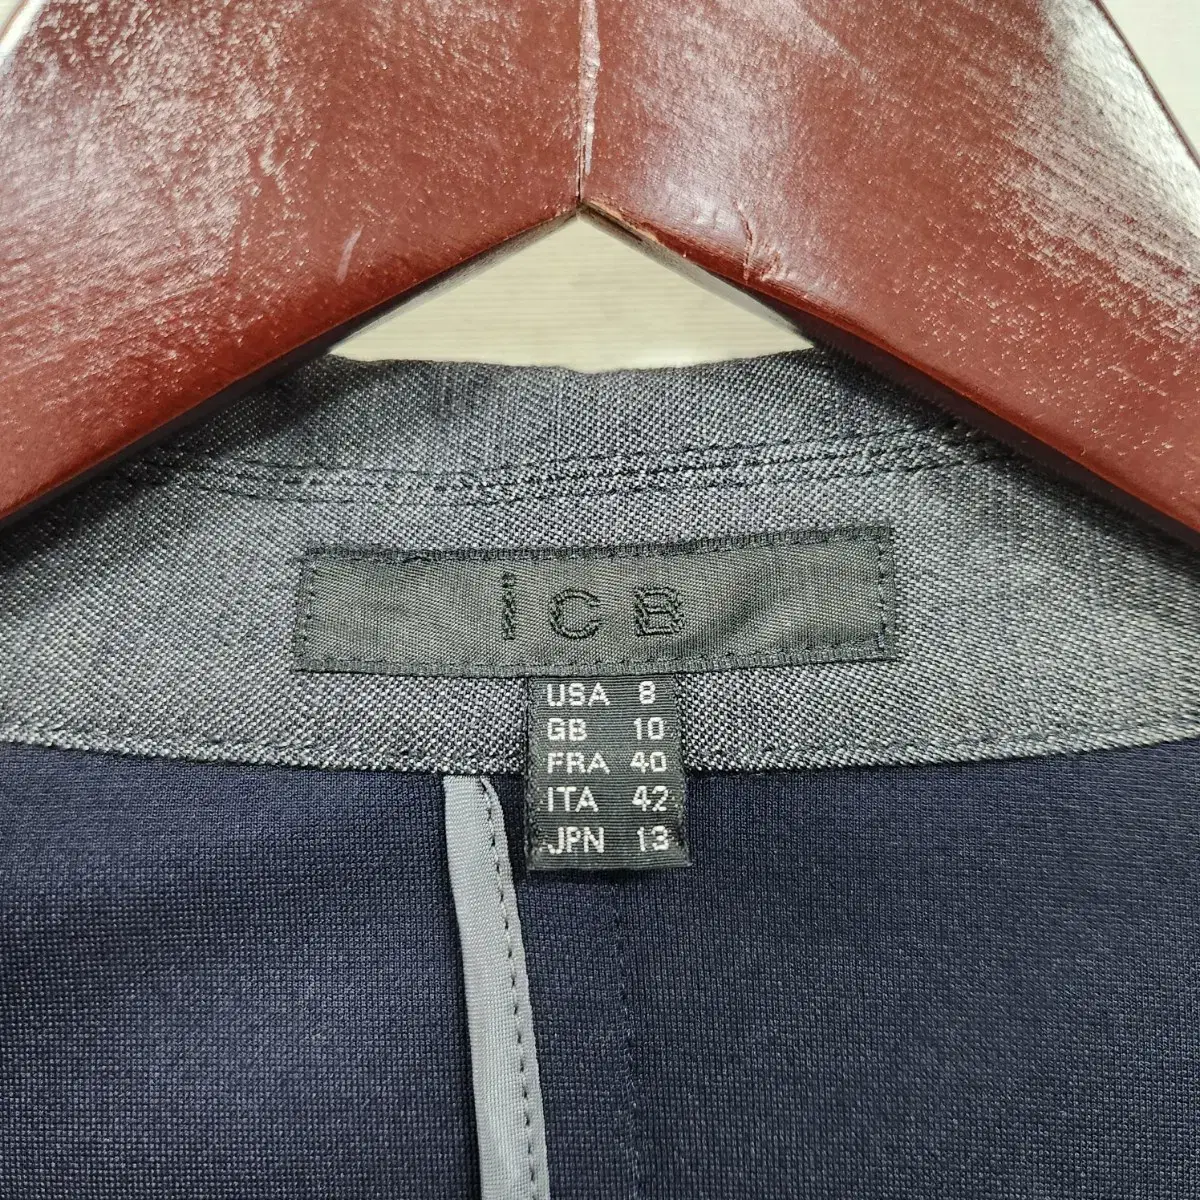 iCB
USA 8
GB 10
FRA 40
ITA 42
JPN 13